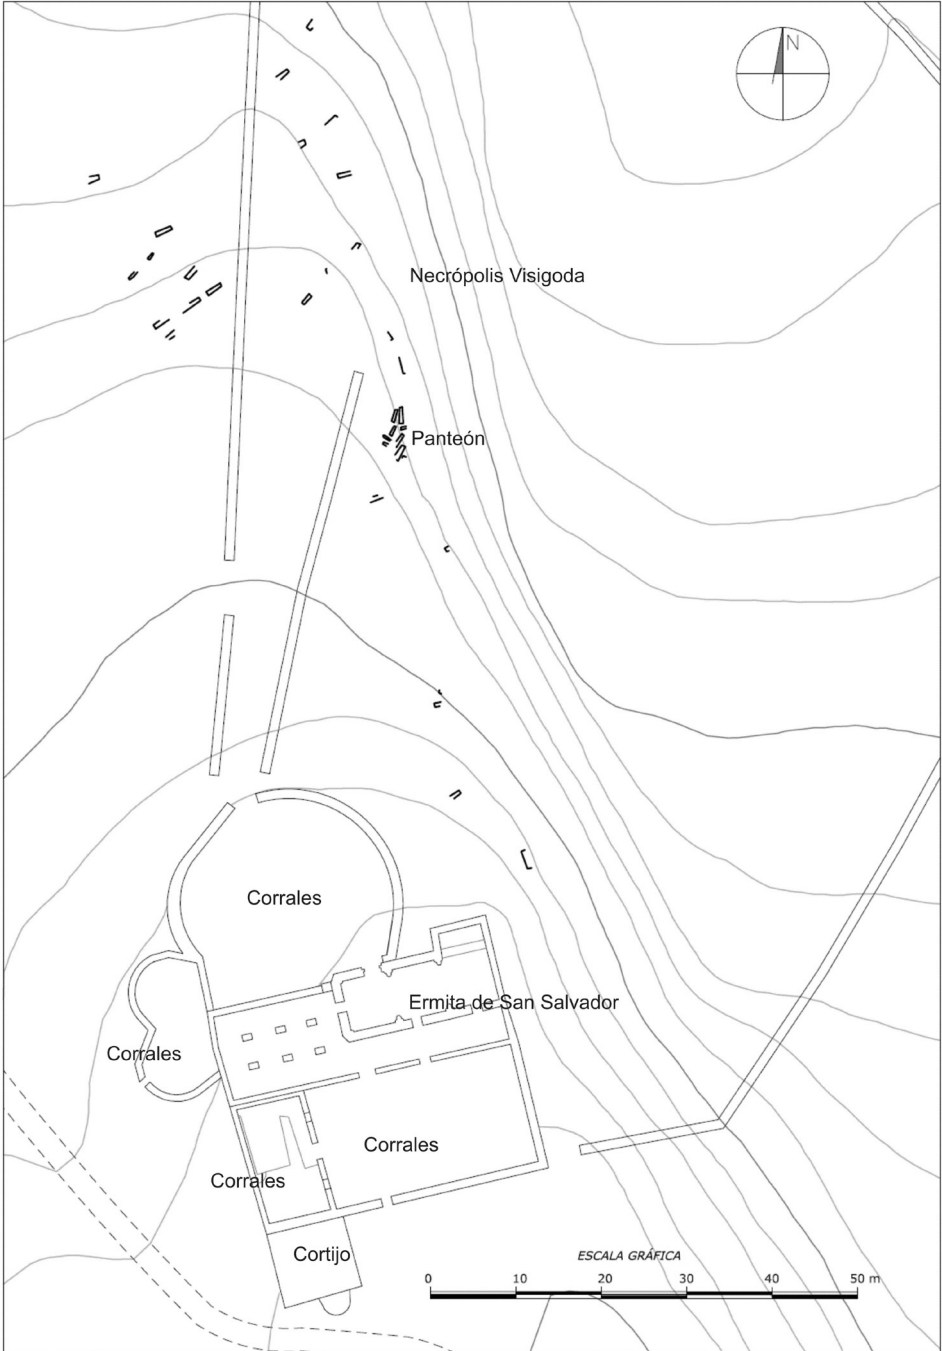 N
Necrópolis Visigoda
Panteón
Corrales
Ermita de San Salvador
Corrales
Corrales
Corrales
Cortijo
ESCALA GRÁFICA
0 10 20 30 40 50 m